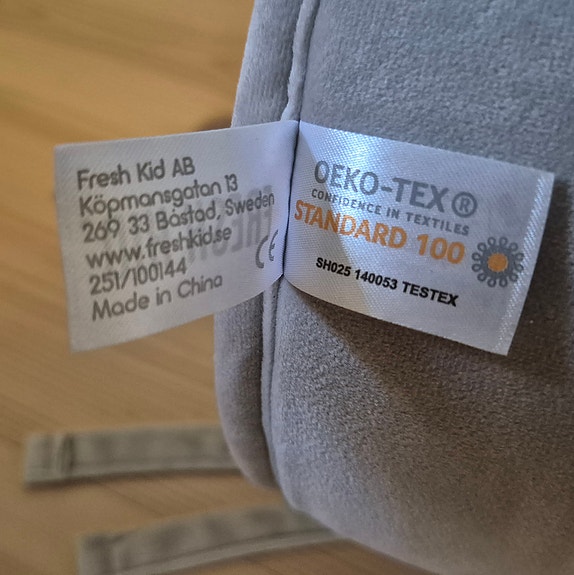 Fresh Kid AB
Köpmansgatan 13
269 33 Båstad, Sweden
www.freshkid.se
251/100144
Made in China
CE
OEKO-TEX®
CONFIDENCE IN TEXTILES
STANDARD 100
SH025 140053 TESTEX